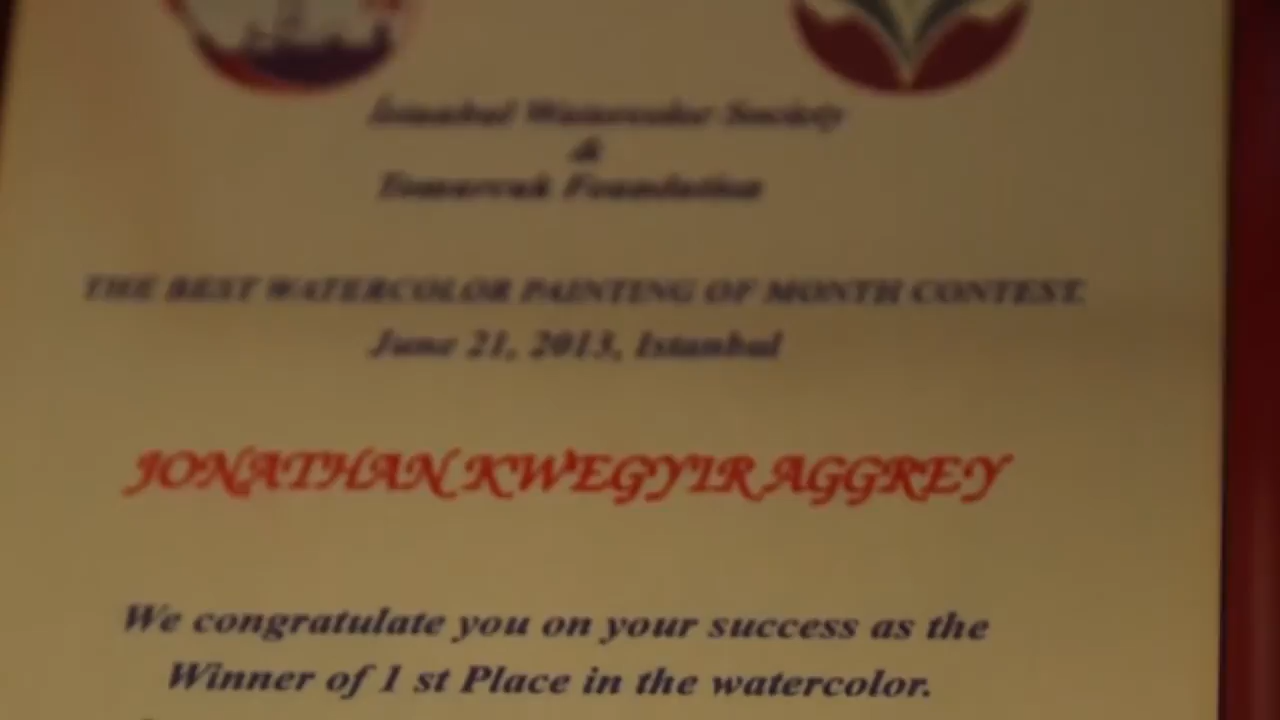 İstanbul Watercolor Society
&
Tomurcuk Foundation
THE BEST WATERCOLOR PAINTING OF MONTH CONTEST.
June 21, 2013, Istanbul
JONATHAN KWEGYIR AGGREY
We congratulate you on your success as the
Winner of 1 st Place in the watercolor.